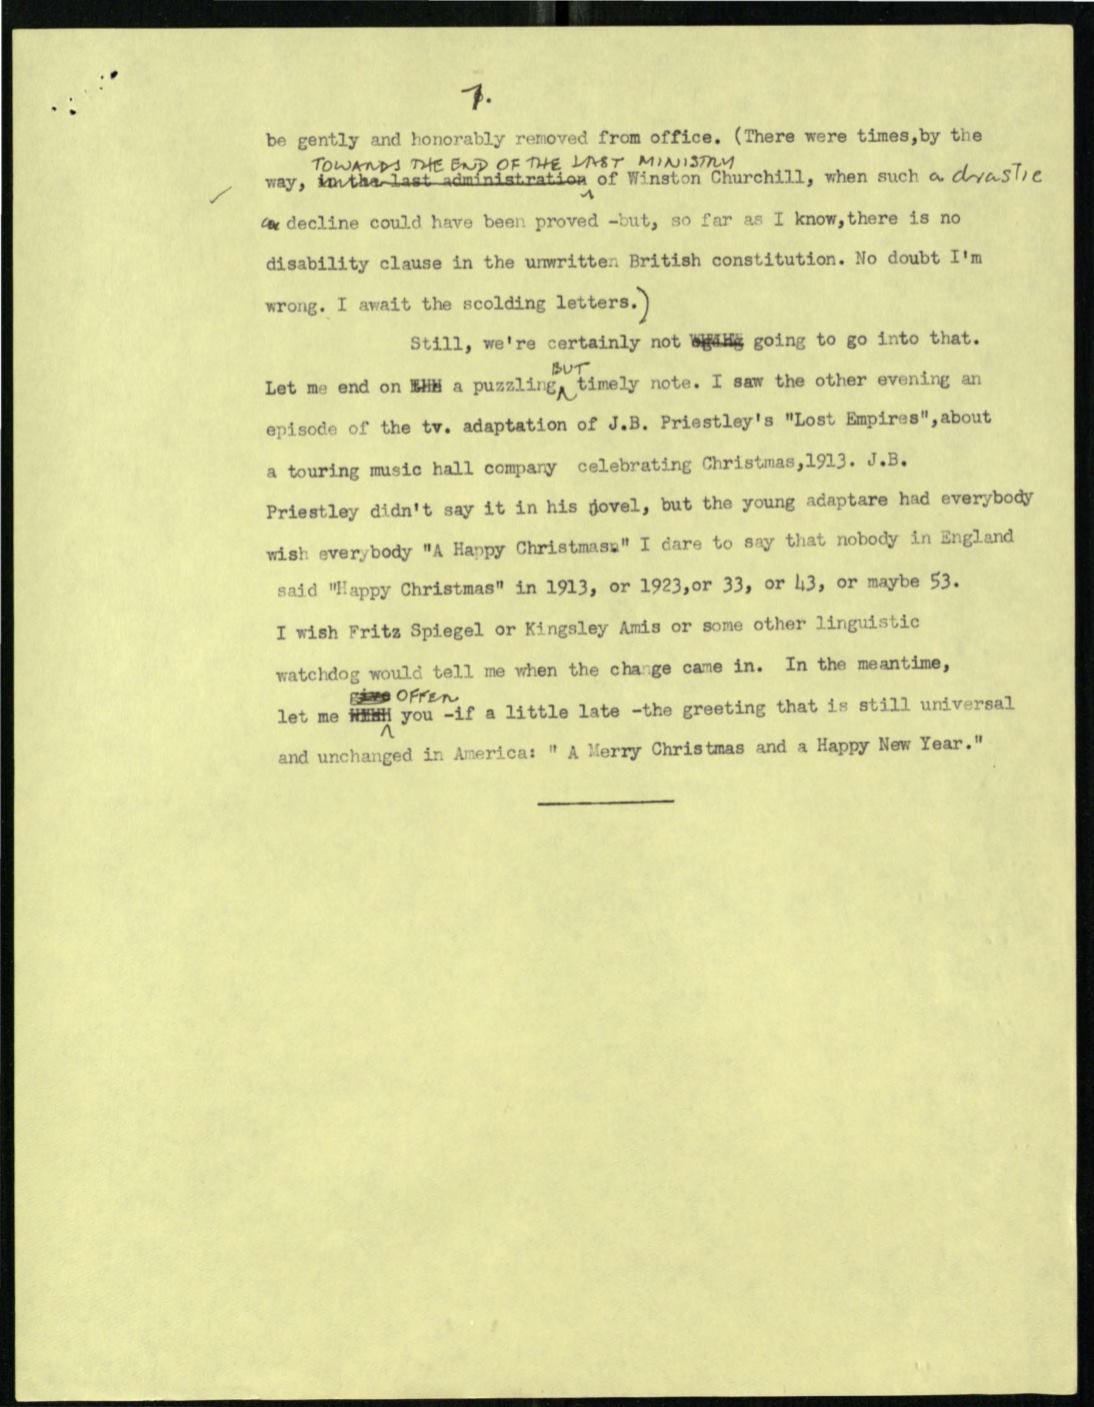 7.
be gently and honorably removed from office. (There were times,by the
TOWARDS THE END OF THE LAST MINISTRY
way, in the last administration of Winston Churchill, when such a drastic
decline could have been proved -but, so far as I know,there is no
disability clause in the unwritten British constitution. No doubt I'm
wrong. I await the scolding letters.)
Still, we're certainly not going to go into that.
BUT
Let me end on a puzzling timely note. I saw the other evening an
episode of the tv. adaptation of J.B. Priestley's "Lost Empires",about
a touring music hall company celebrating Christmas,1913. J.B.
Priestley didn't say it in his novel, but the young adaptare had everybody
wish everybody "A Happy Christmas." I dare to say that nobody in England
said "Happy Christmas" in 1913, or 1923,or 33, or 43, or maybe 53.
I wish Fritz Spiegel or Kingsley Amis or some other linguistic
watchdog would tell me when the change came in. In the meantime,
give OFFER
let me you -if a little late -the greeting that is still universal
and unchanged in America: " A Merry Christmas and a Happy New Year."